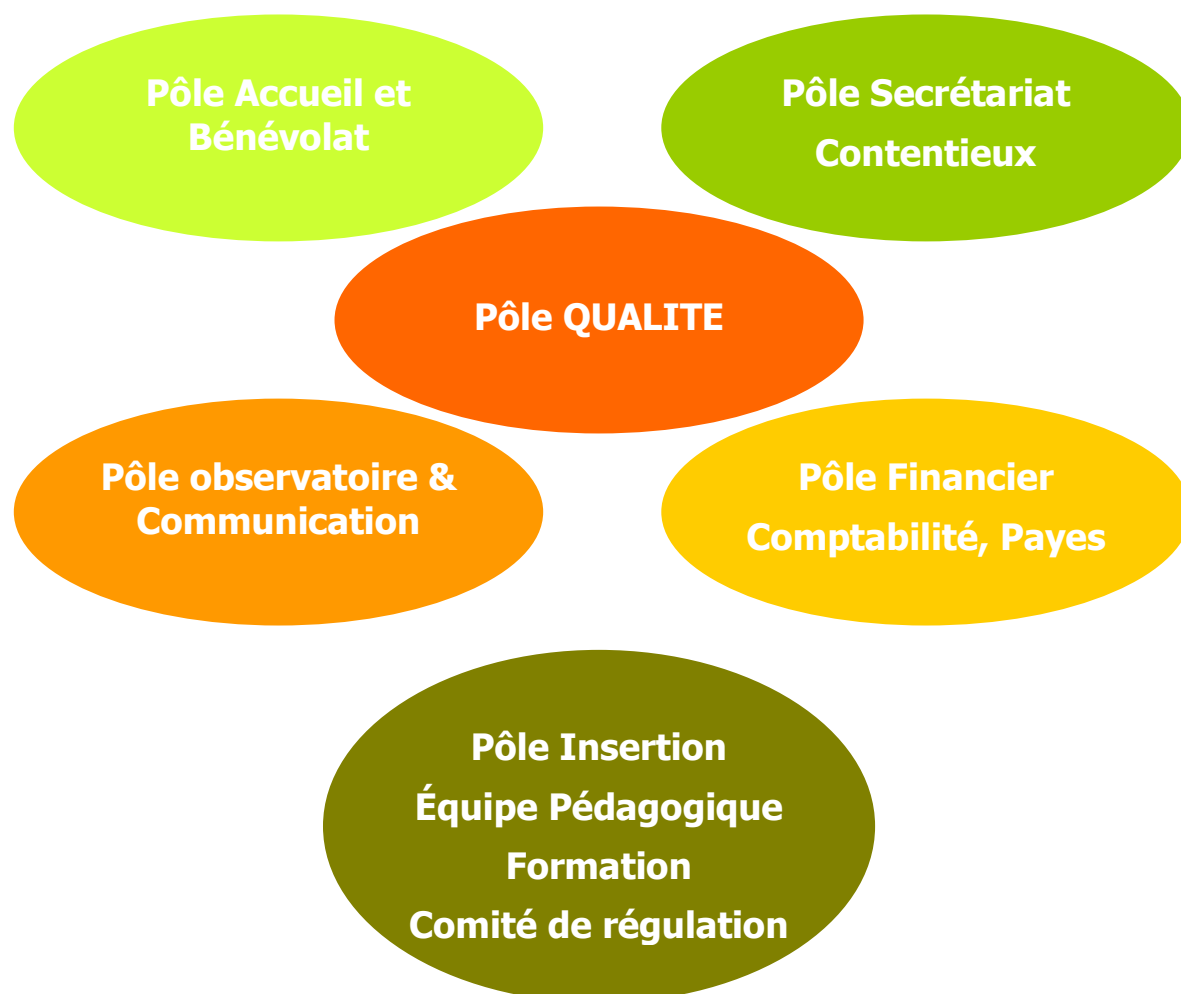 Pôle Accueil et
Bénévolat
Pôle Secrétariat
Contentieux
Pôle QUALITE
Pôle observatoire &
Communication
Pôle Financier
Comptabilité, Payes
Pôle Insertion
Équipe Pédagogique
Formation
Comité de régulation